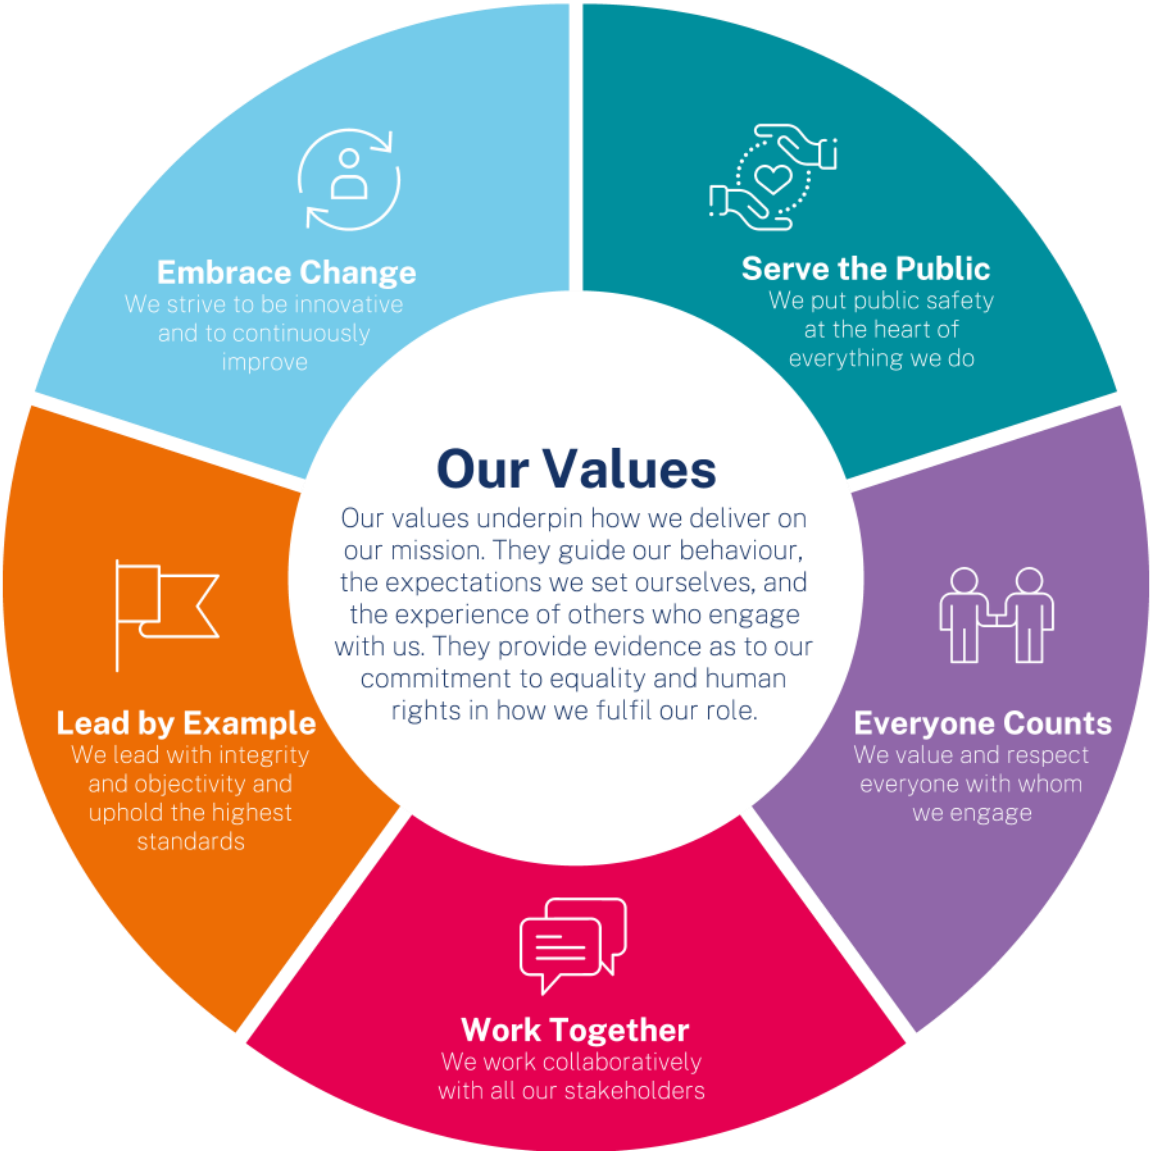 Embrace Change
We strive to be innovative
and to continuously
improve
Serve the Public
We put public safety
at the heart of
everything we do
Our Values
Our values underpin how we deliver on
our mission. They guide our behaviour,
the expectations we set ourselves, and
the experience of others who engage
with us. They provide evidence as to our
commitment to equality and human
rights in how we fulfil our role.
Lead by Example
We lead with integrity
and objectivity and
uphold the highest
standards
Everyone Counts
We value and respect
everyone with whom
we engage
Work Together
We work collaboratively
with all our stakeholders